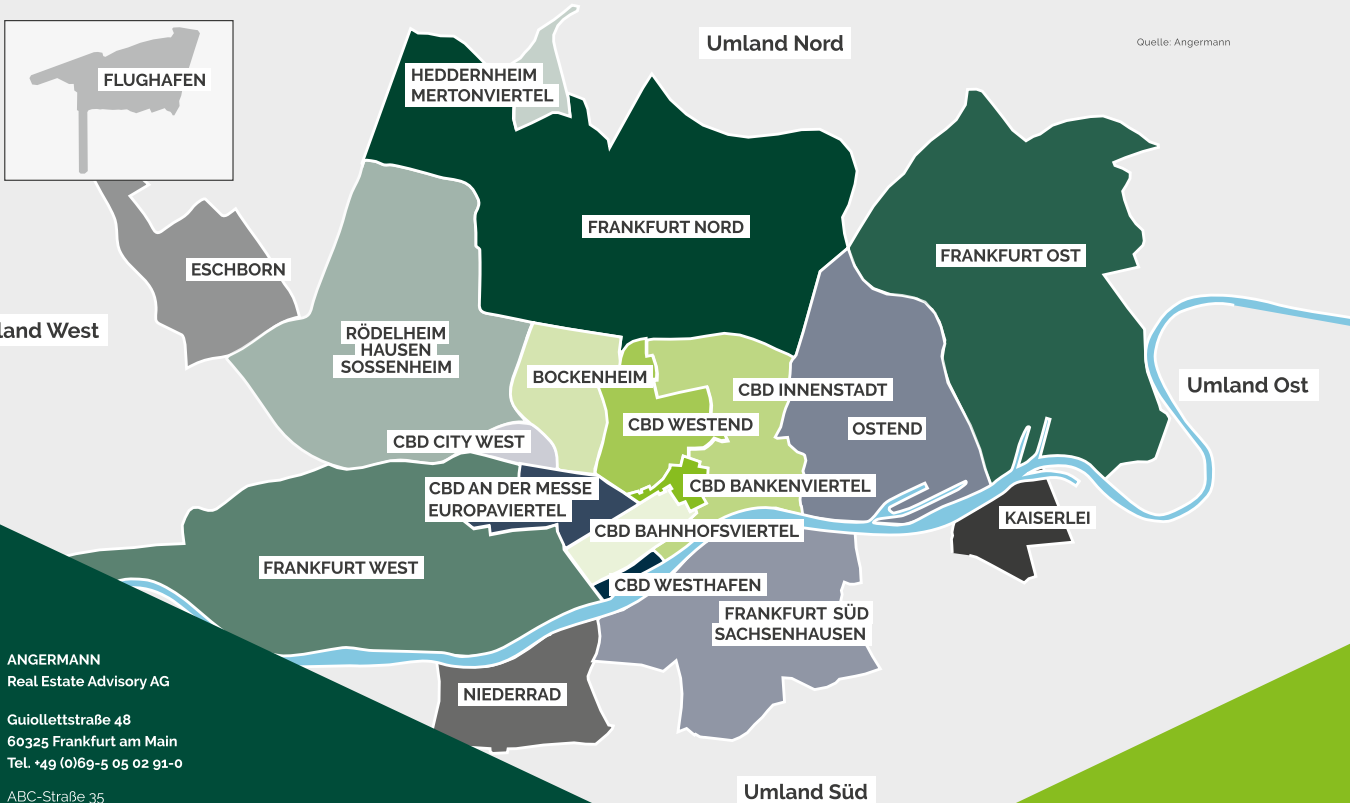 Umland Nord
Quelle: Angermann
FLUGHAFEN
HEDDERNHEIM
MERTONVIERTEL
FRANKFURT NORD
FRANKFURT OST
ESCHBORN
land West
RÖDELHEIM
HAUSEN
SOSSENHEIM
BOCKENHEIM
CBD INNENSTADT
Umland Ost
CBD WESTEND
OSTEND
CBD CITY WEST
CBD AN DER MESSE
EUROPAVIERTEL
CBD BANKENVIERTEL
KAISERLEI
CBD BAHNHOFSVIERTEL
FRANKFURT WEST
CBD WESTHAFEN
FRANKFURT SÜD
SACHSENHAUSEN
NIEDERRAD
ANGERMANN
Real Estate Advisory AG
Guiollettstraße 48
60325 Frankfurt am Main
Tel. +49 (0)69-5 05 02 91-0
ABC-Straße 35
Umland Süd